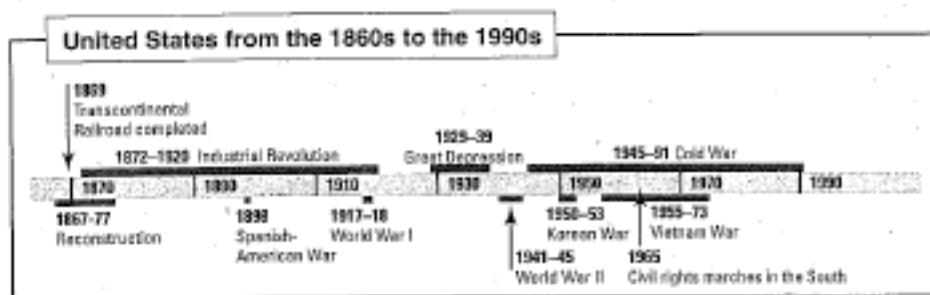 United States from the 1860s to the 1990s
1869
Transcontinental
Railroad completed
1872–1920 Industrial Revolution
1929–39
Great Depression
1945–91 Cold War
1870
1890
1910
1930
1950
1970
1990
1867-77
Reconstruction
1898
Spanish-
American War
1917–18
World War I
1941–45
World War II
1950–53
Korean War
1955–73
Vietnam War
1965
Civil rights marches in the South